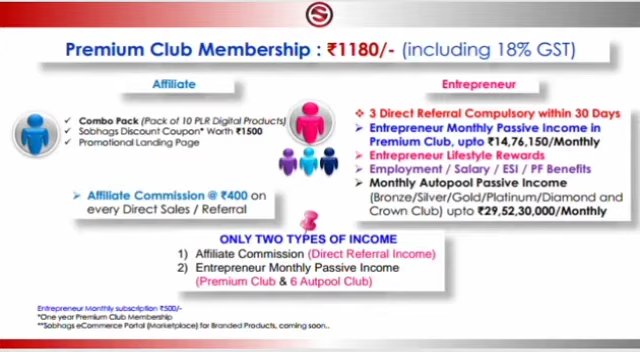 S
Premium Club Membership : ₹1180/- (including 18% GST)
Affiliate
✓ Combo Pack (Pack of 10 PLR Digital Products)
✓ Sobhags Discount Coupon* Worth ₹1500
✓ Promotional Landing Page
➤ Affiliate Commission @ ₹400 on
every Direct Sales / Referral
Entrepreneur
❖ 3 Direct Referral Compulsory within 30 Days
➤ Entrepreneur Monthly Passive Income in
Premium Club, upto ₹14,76,150/Monthly
➤ Entrepreneur Lifestyle Rewards
➤ Employment / Salary / ESI / PF Benefits
➤ Monthly Autopool Passive Income
(Bronze/Silver/Gold/Platinum/Diamond and
Crown Club) upto ₹29,52,30,000/Monthly
ONLY TWO TYPES OF INCOME
1) Affiliate Commission (Direct Referral Income)
2) Entrepreneur Monthly Passive Income
(Premium Club & 6 Autpool Club)
Entrepreneur Monthly subscription ₹500/-
*One year Premium Club Membership
**Sobhags eCommerce Portal (Marketplace) for Branded Products, coming soon..